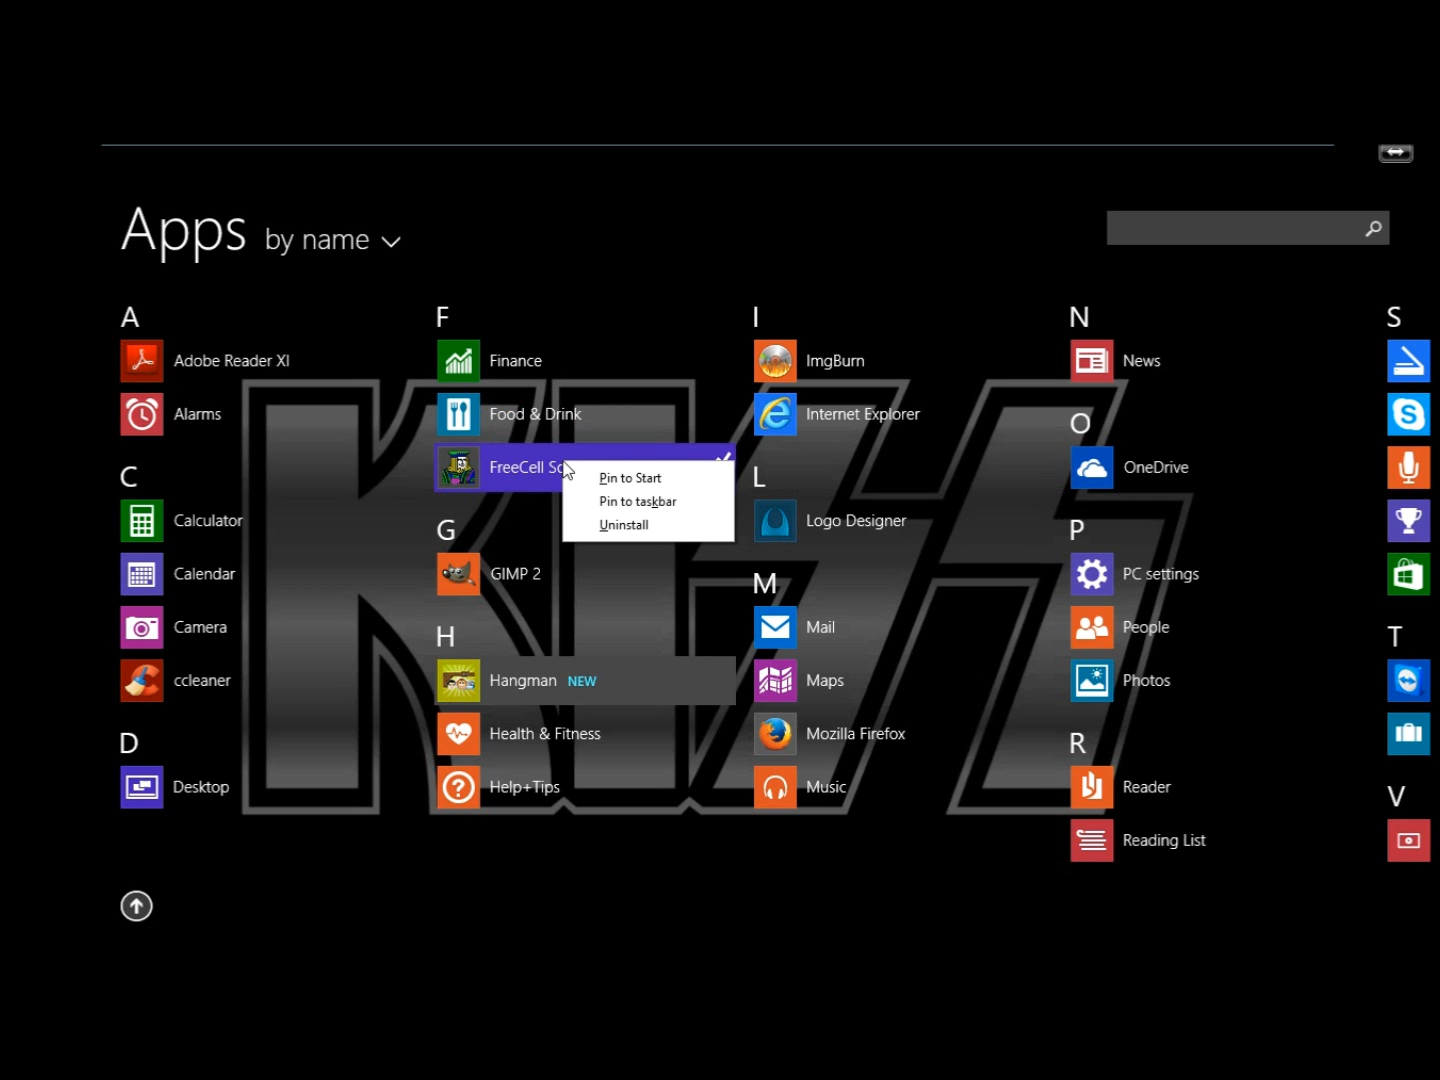 Apps by name
A
Adobe Reader XI
Alarms
C
Calculator
Calendar
Camera
ccleaner
D
Desktop
F
Finance
Food & Drink
FreeCell
Pin to Start
Pin to taskbar
Uninstall
G
GIMP 2
H
Hangman NEW
Health & Fitness
Help+Tips
I
ImgBurn
Internet Explorer
L
Logo Designer
M
Mail
Maps
Mozilla Firefox
Music
N
News
O
OneDrive
P
PC settings
People
Photos
R
Reader
Reading List
S
T
V
KISS